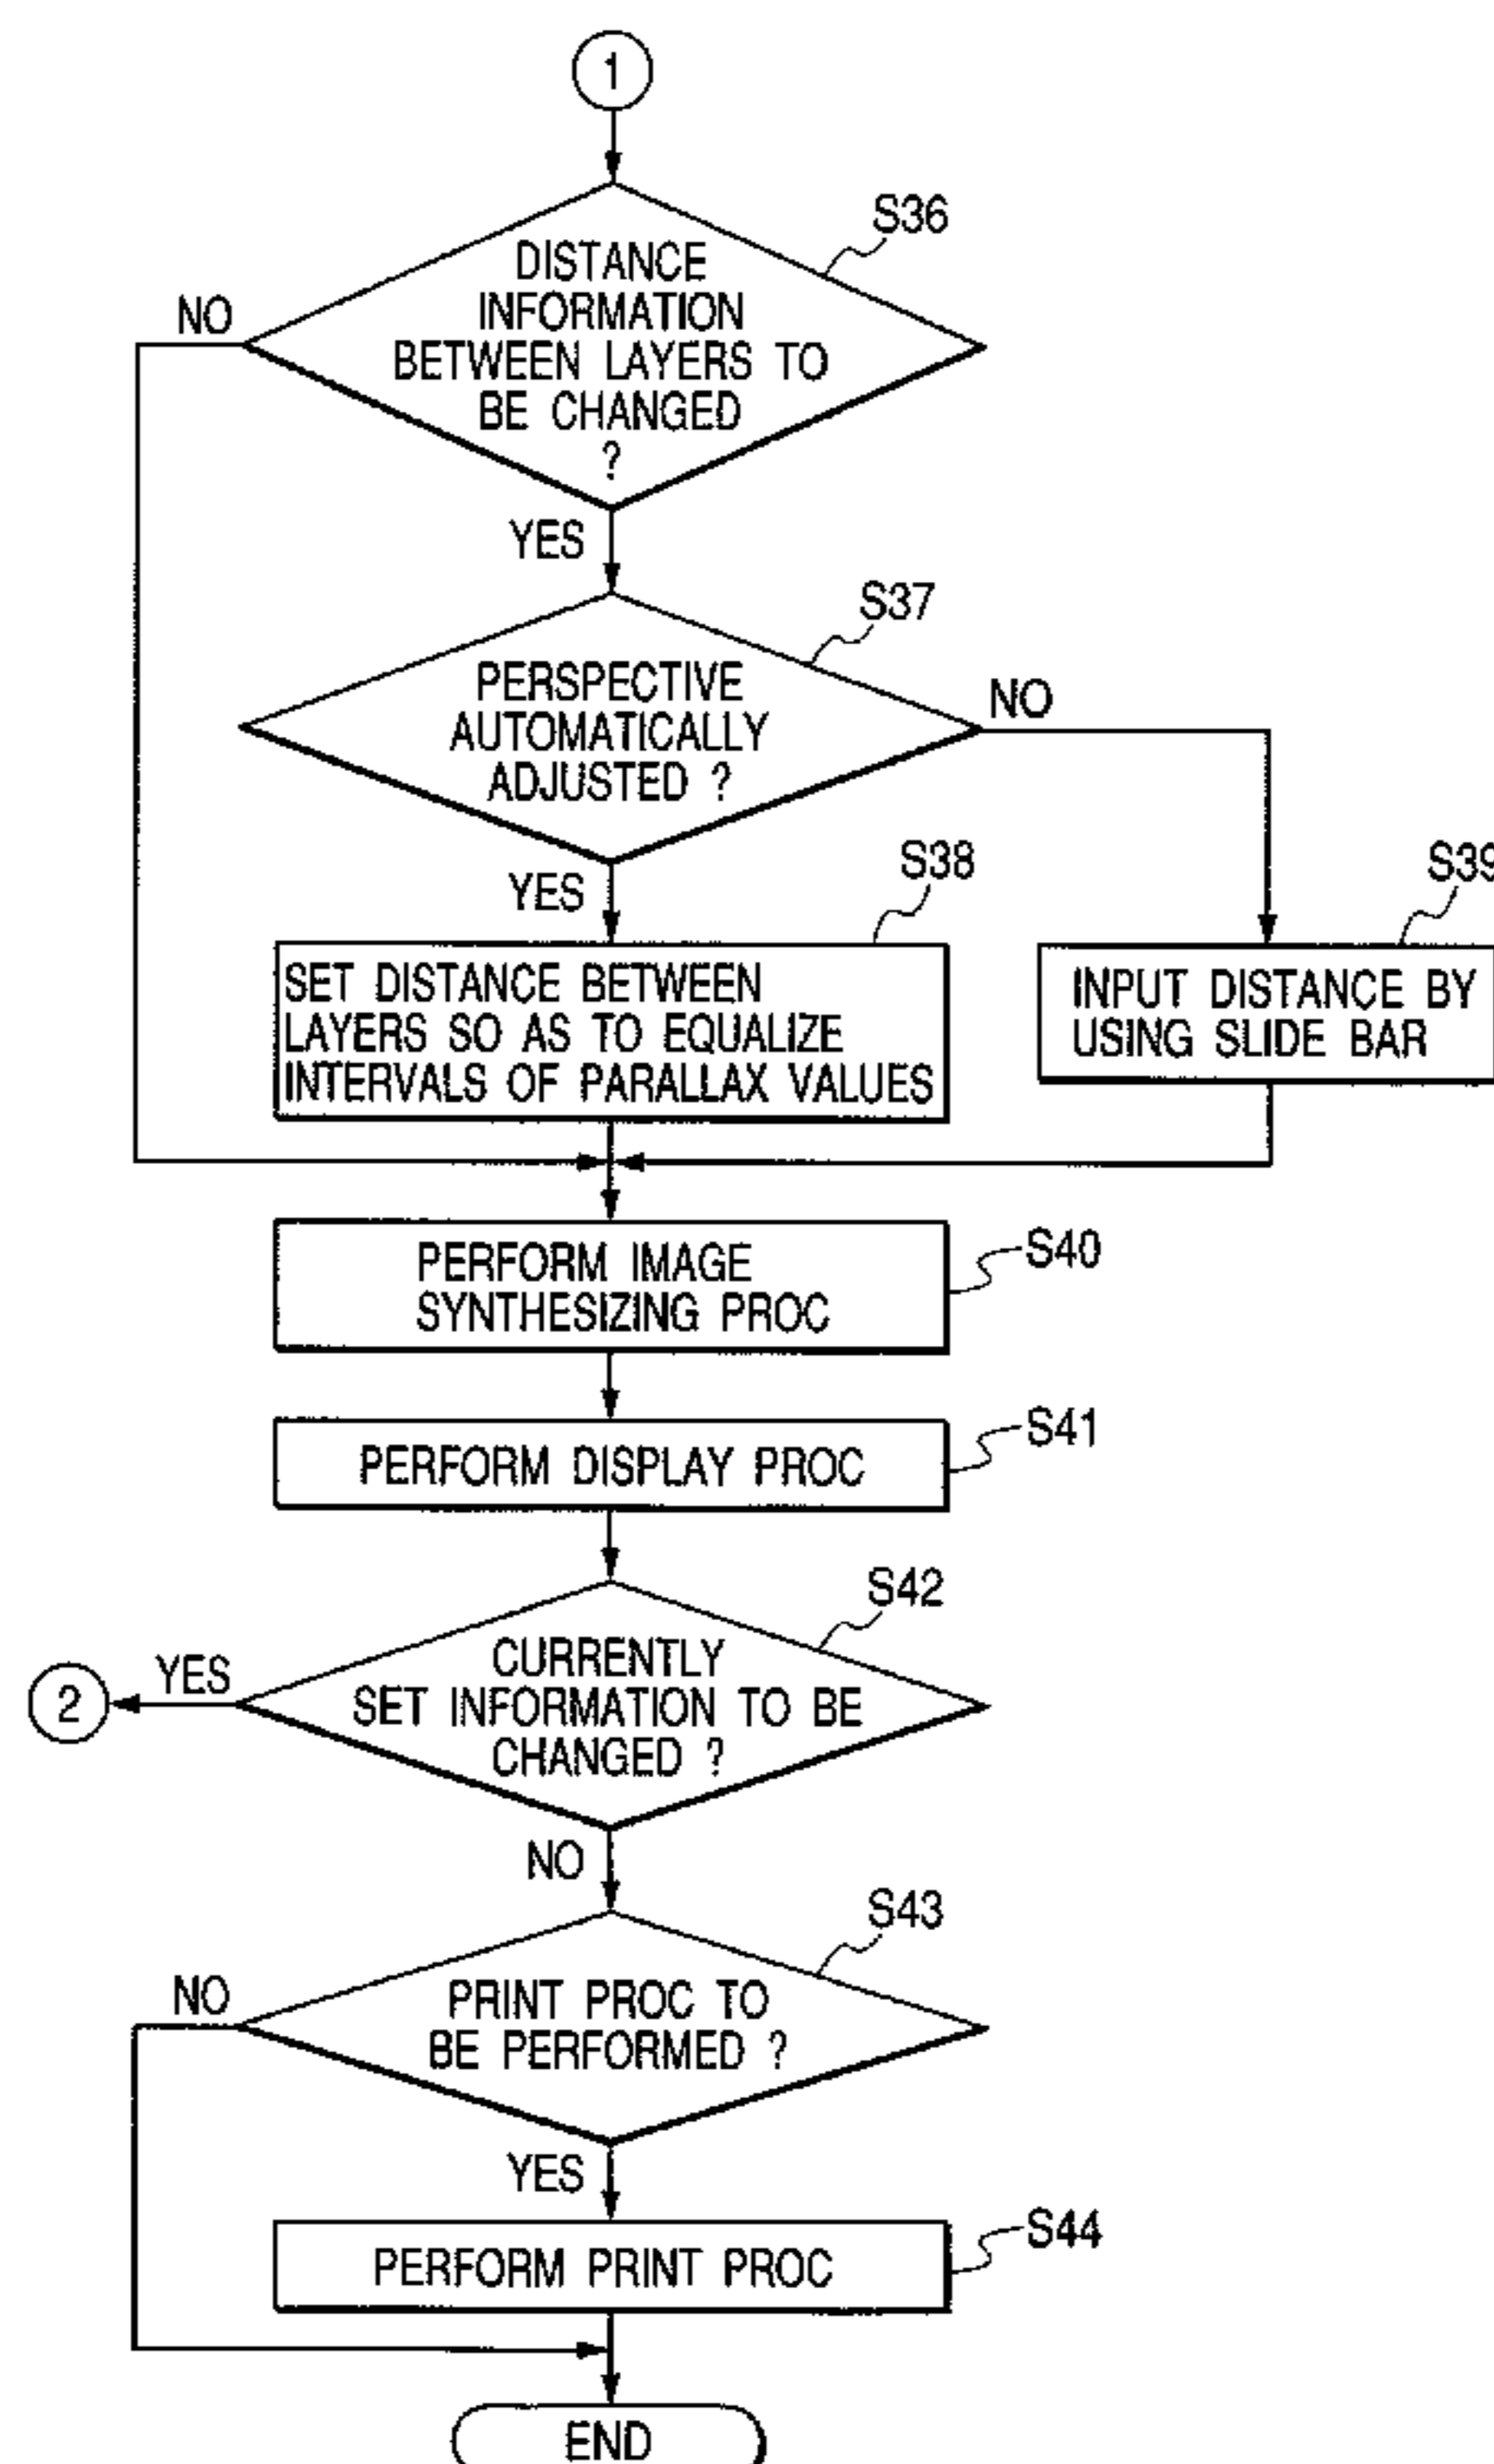 1
S36
DISTANCE
INFORMATION
BETWEEN LAYERS TO
BE CHANGED
?
NO
YES
S37
PERSPECTIVE
AUTOMATICALLY
ADJUSTED ?
NO
YES
S38
SET DISTANCE BETWEEN
LAYERS SO AS TO EQUALIZE
INTERVALS OF PARALLAX VALUES
S39
INPUT DISTANCE BY
USING SLIDE BAR
PERFORM IMAGE
SYNTHESIZING PROC
S40
PERFORM DISPLAY PROC
S41
S42
CURRENTLY
SET INFORMATION TO BE
CHANGED ?
YES
2
NO
S43
PRINT PROC TO
BE PERFORMED ?
NO
YES
PERFORM PRINT PROC
S44
END